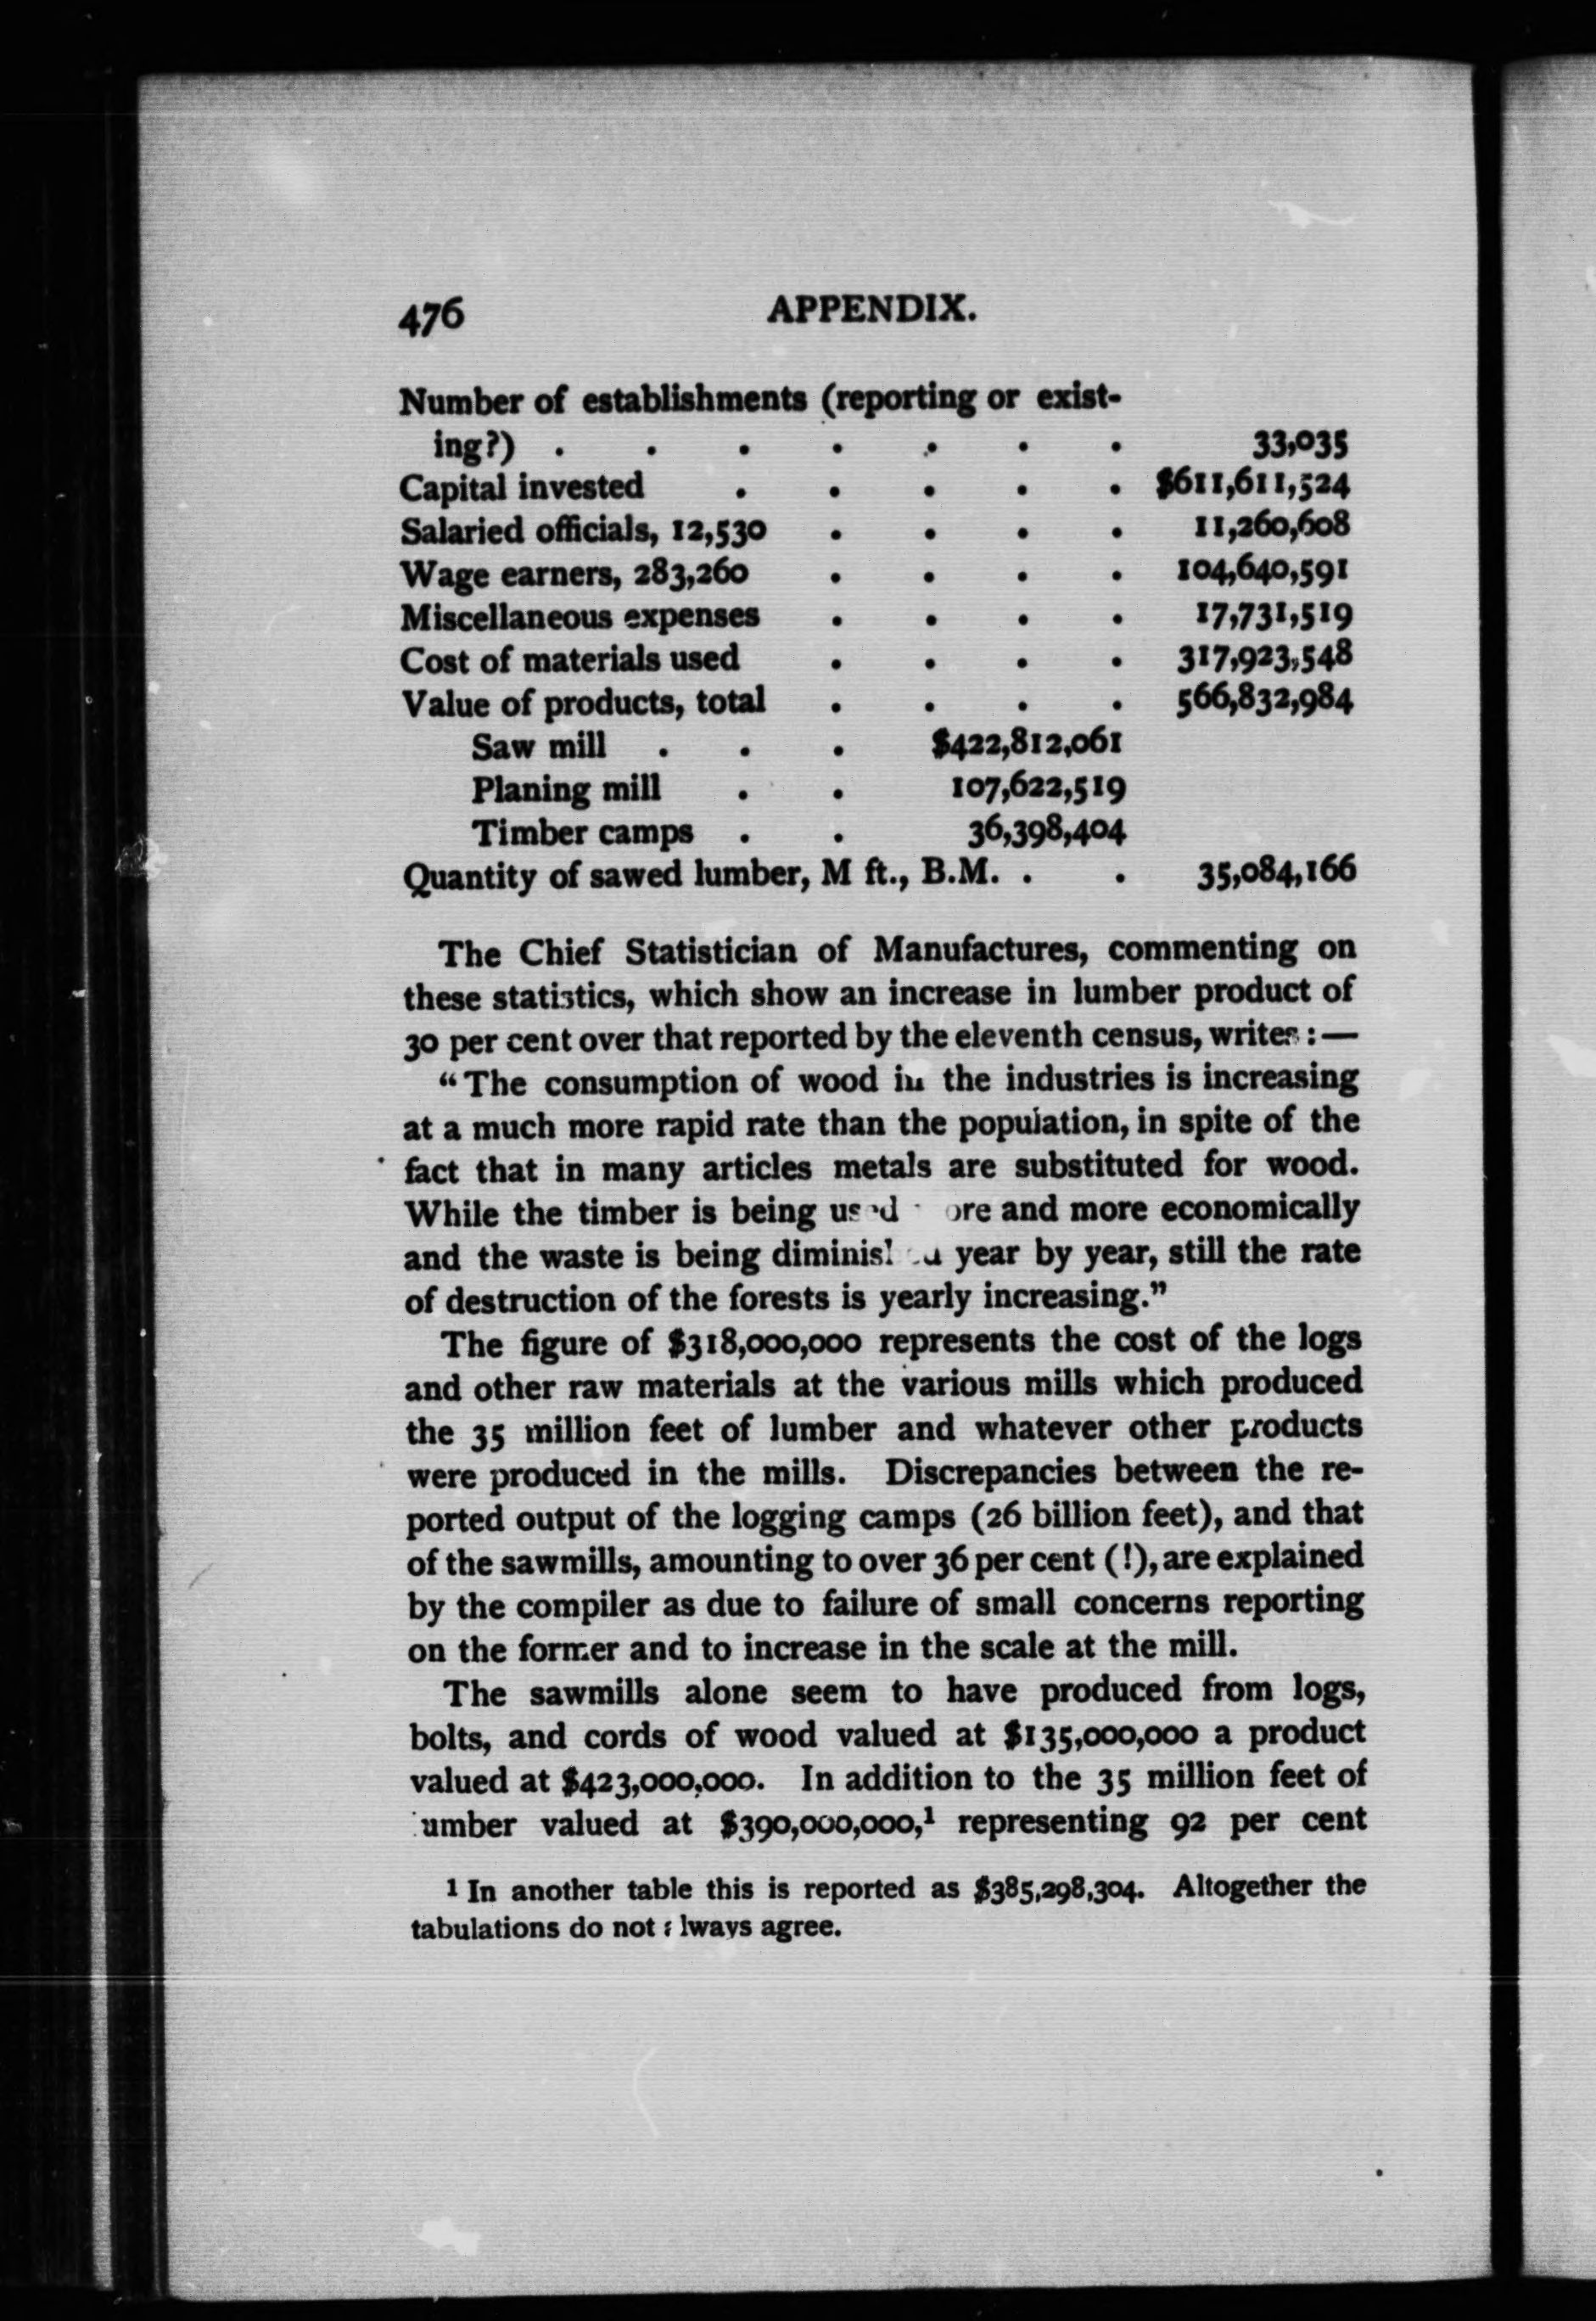 476 APPENDIX.
Number of establishments (reporting or exist-
ing?) . . . . . . . 33,035
Capital invested . . . . . $611,611,524
Salaried officials, 12,530 . . . . 11,260,608
Wage earners, 283,260 . . . . 104,640,591
Miscellaneous expenses . . . . 17,731,519
Cost of materials used . . . . 317,923,548
Value of products, total . . . . 566,832,984
Saw mill . . . $422,812,061
Planing mill . . 107,622,519
Timber camps . . 36,398,404
Quantity of sawed lumber, M ft., B.M. . . 35,084,166
The Chief Statistician of Manufactures, commenting on
these statistics, which show an increase in lumber product of
30 per cent over that reported by the eleventh census, writes : —
“The consumption of wood in the industries is increasing
at a much more rapid rate than the population, in spite of the
fact that in many articles metals are substituted for wood.
While the timber is being used more and more economically
and the waste is being diminished year by year, still the rate
of destruction of the forests is yearly increasing.”
The figure of $318,000,000 represents the cost of the logs
and other raw materials at the various mills which produced
the 35 million feet of lumber and whatever other products
were produced in the mills. Discrepancies between the re-
ported output of the logging camps (26 billion feet), and that
of the sawmills, amounting to over 36 per cent (!), are explained
by the compiler as due to failure of small concerns reporting
on the former and to increase in the scale at the mill.
The sawmills alone seem to have produced from logs,
bolts, and cords of wood valued at $135,000,000 a product
valued at $423,000,000. In addition to the 35 million feet of
lumber valued at $390,000,000,¹ representing 92 per cent
¹ In another table this is reported as $385,298,304. Altogether the
tabulations do not always agree.